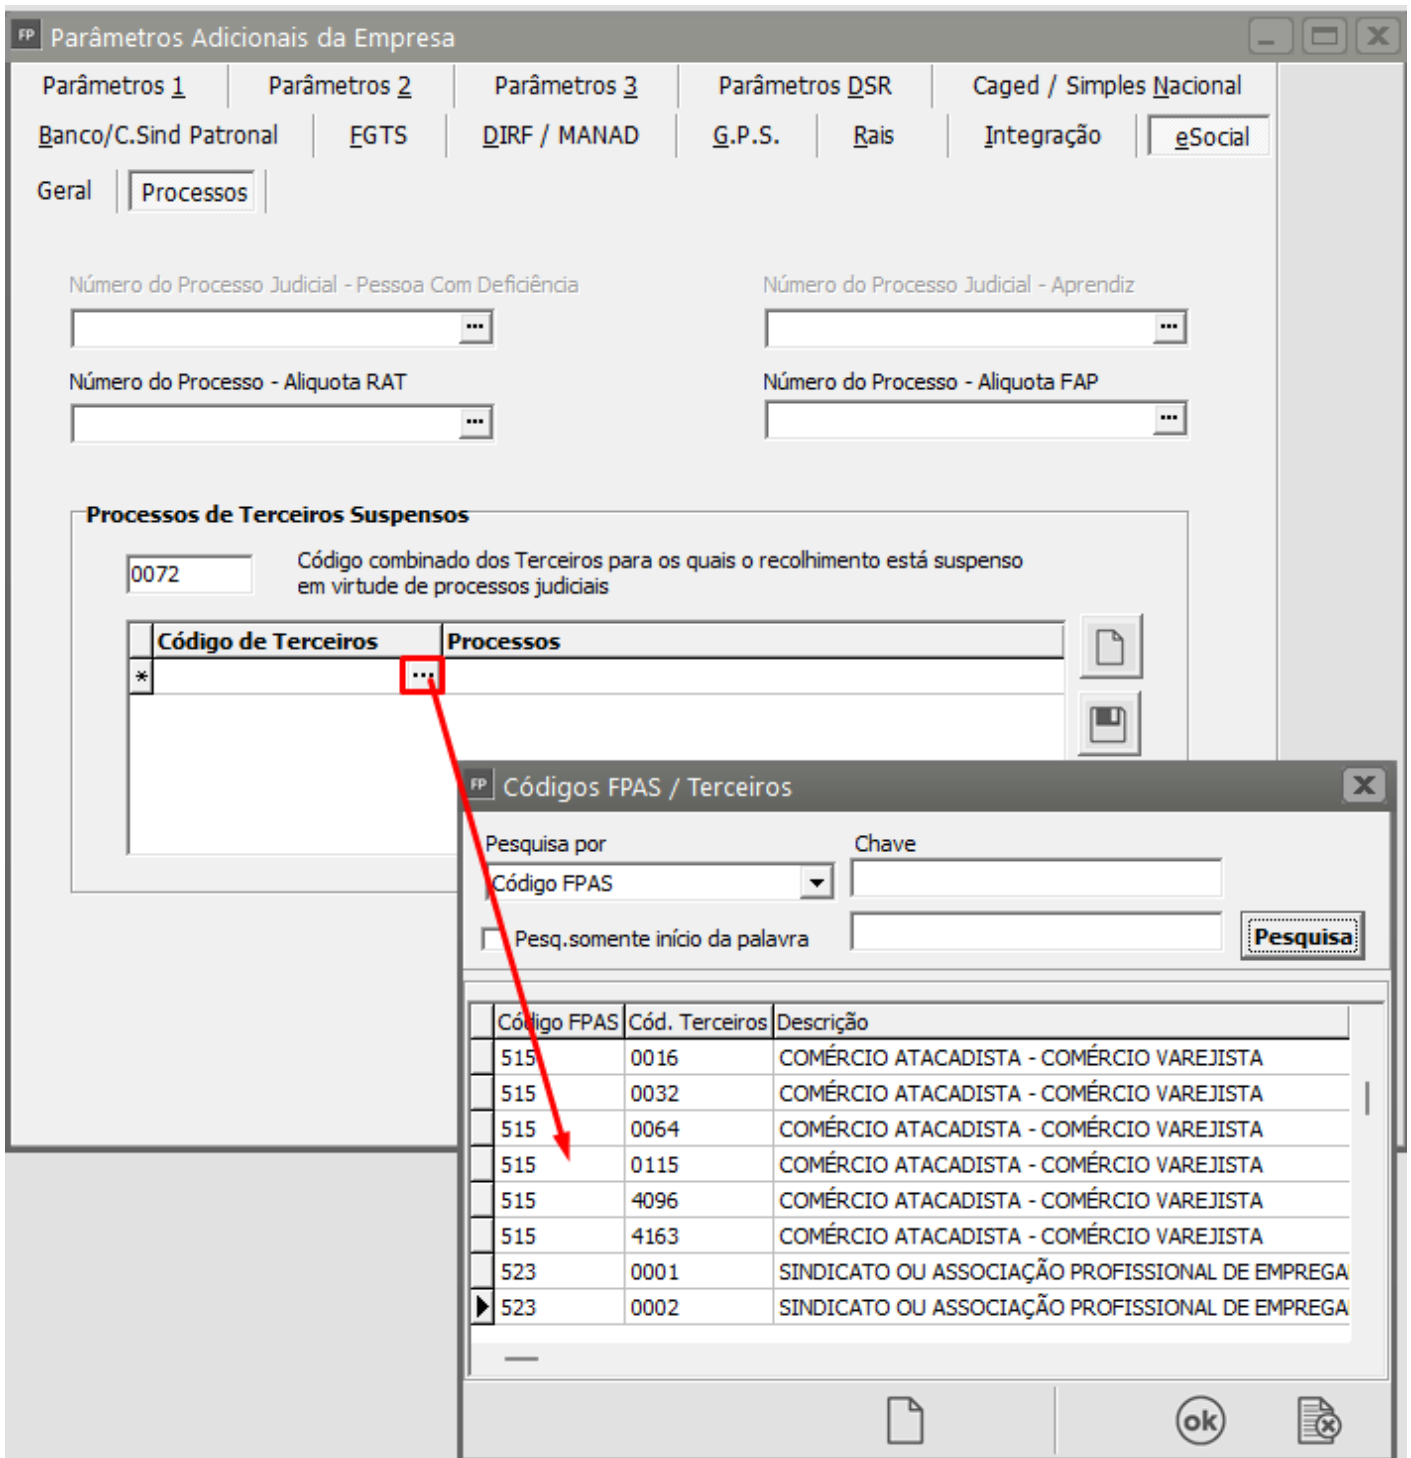 FP Parâmetros Adicionais da Empresa
Parâmetros 1 Parâmetros 2 Parâmetros 3 Parâmetros DSR Caged / Simples Nacional
Banco/C.Sind Patronal FGTS DIRF / MANAD G.P.S. Rais Integração eSocial
Geral Processos
Número do Processo Judicial - Pessoa Com Deficiência Número do Processo Judicial - Aprendiz
... ...
Número do Processo - Aliquota RAT Número do Processo - Aliquota FAP
... ...
Processos de Terceiros Suspensos
0072 Código combinado dos Terceiros para os quais o recolhimento está suspenso
em virtude de processos judiciais
Código de Terceiros Processos
* ...
FP Códigos FPAS / Terceiros
Pesquisa por Chave
Código FPAS
Pesq.somente início da palavra Pesquisa
Código FPAS Cód. Terceiros Descrição
515 0016 COMÉRCIO ATACADISTA - COMÉRCIO VAREJISTA
515 0032 COMÉRCIO ATACADISTA - COMÉRCIO VAREJISTA
515 0064 COMÉRCIO ATACADISTA - COMÉRCIO VAREJISTA
515 0115 COMÉRCIO ATACADISTA - COMÉRCIO VAREJISTA
515 4096 COMÉRCIO ATACADISTA - COMÉRCIO VAREJISTA
515 4163 COMÉRCIO ATACADISTA - COMÉRCIO VAREJISTA
523 0001 SINDICATO OU ASSOCIAÇÃO PROFISSIONAL DE EMPREGA
523 0002 SINDICATO OU ASSOCIAÇÃO PROFISSIONAL DE EMPREGA
ok